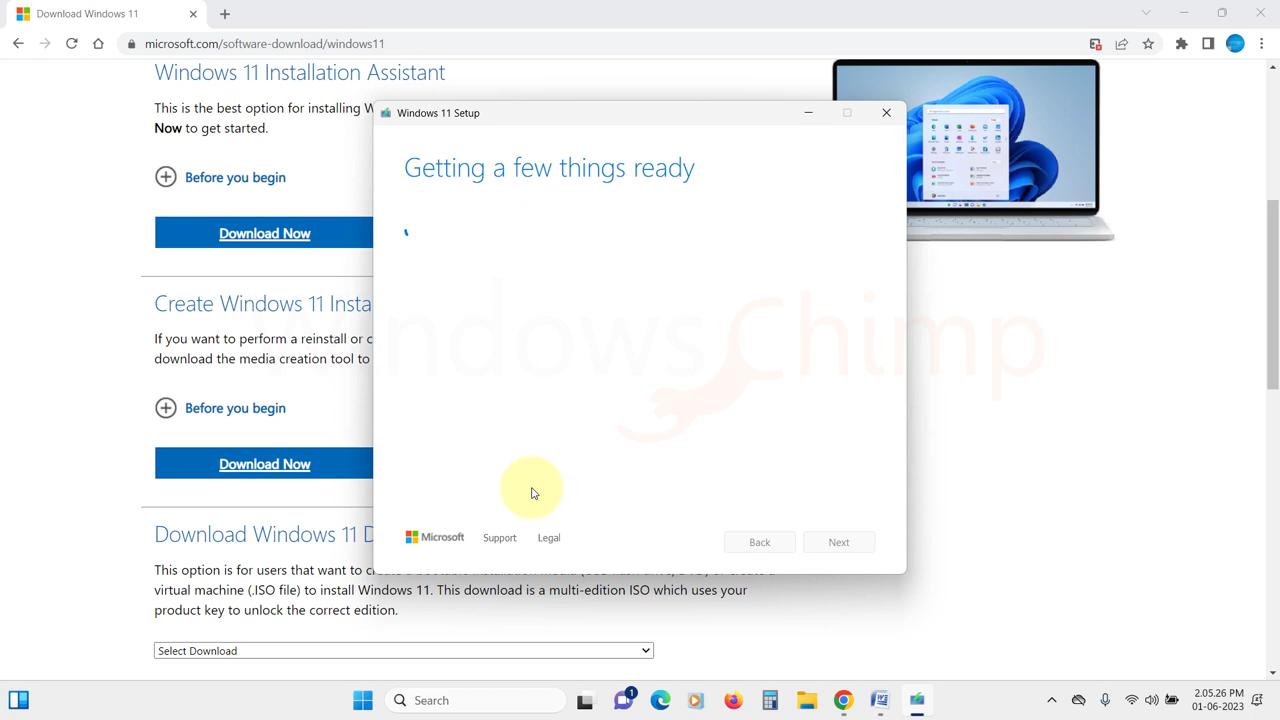 Download Windows 11
microsoft.com/software-download/windows11
Windows 11 Installation Assistant
This is the best option for installing W
Now to get started.
Before you begin
Download Now
Create Windows 11 Insta
If you want to perform a reinstall or c
download the media creation tool to
Before you begin
Download Now
Download Windows 11 D
This option is for users that want to
virtual machine (.ISO file) to install Windows 11. This download is a multi-edition ISO which uses your
product key to unlock the correct edition.
Select Download
Windows 11 Setup
Getting a few things ready
Microsoft
Support
Legal
Back
Next
windowsChimp
Search
1
2.05.26 PM
01-06-2023